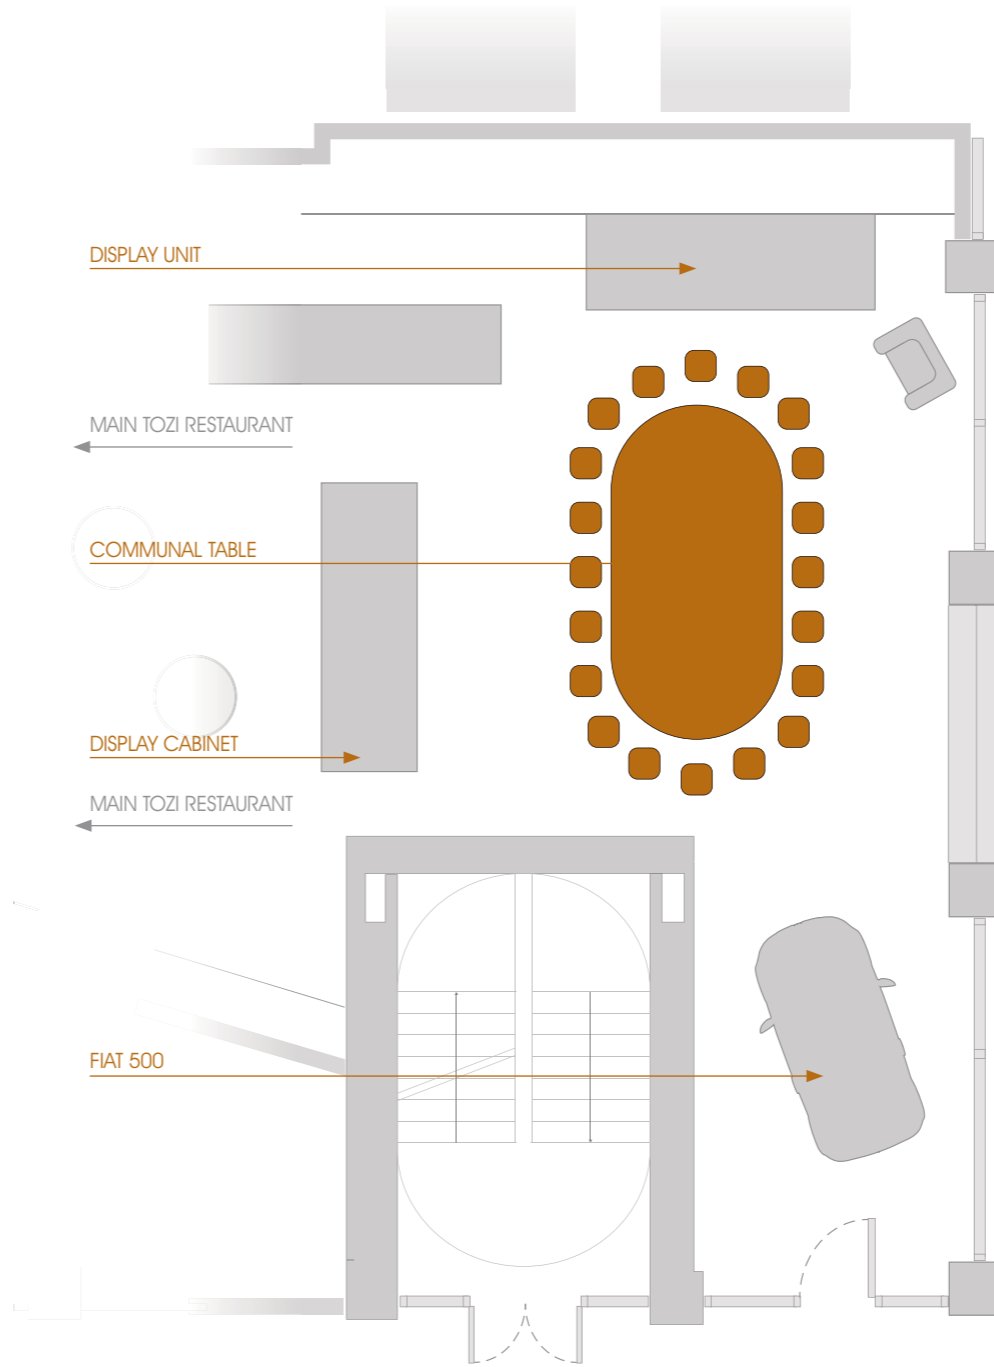 DISPLAY UNIT
MAIN TOZI RESTAURANT
COMMUNAL TABLE
DISPLAY CABINET
MAIN TOZI RESTAURANT
FIAT 500